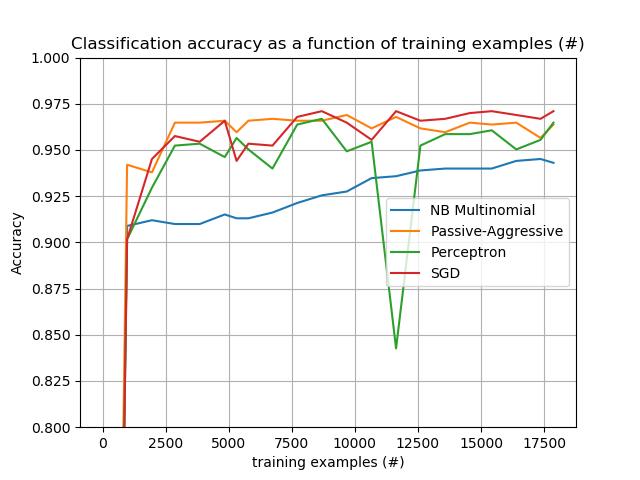 Classification accuracy as a function of training examples (#)
1.000
0.975
0.950
0.925
0.900
0.875
0.850
0.825
0.800
Accuracy
NB Multinomial
Passive-Aggressive
Perceptron
SGD
0 2500 5000 7500 10000 12500 15000 17500
training examples (#)